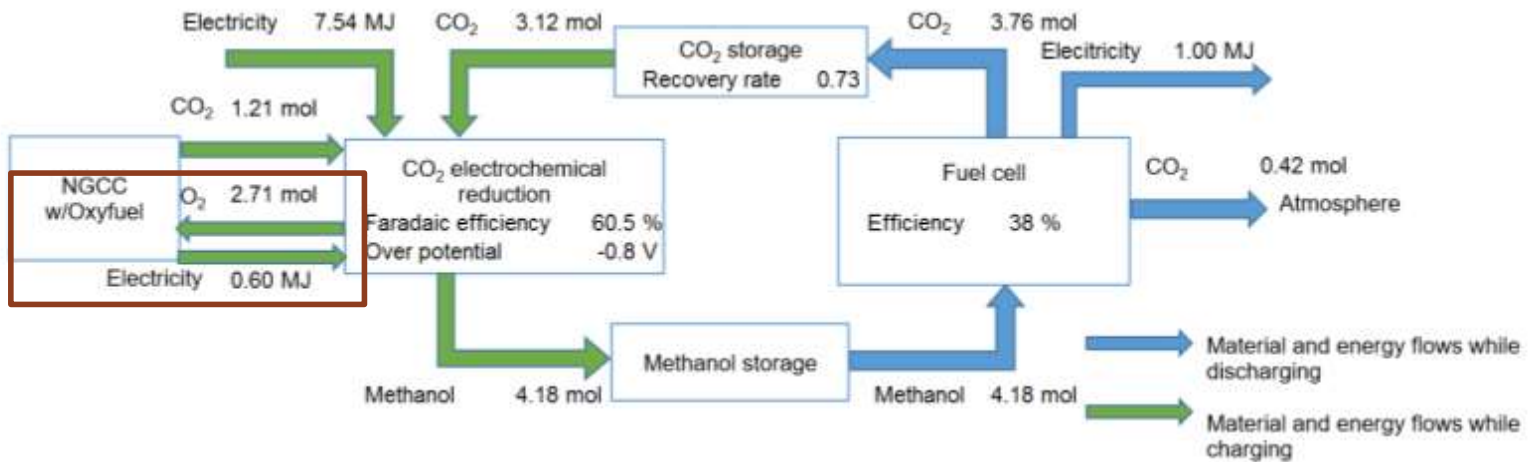 Electricity 7.54 MJ
CO₂ 3.12 mol
CO₂ storage
Recovery rate 0.73
CO₂ 3.76 mol
Elecitricity 1.00 MJ
CO₂ 1.21 mol
NGCC
w/Oxyfuel
O₂ 2.71 mol
Electricity 0.60 MJ
CO₂ electrochemical
reduction
Faradaic efficiency 60.5 %
Over potential -0.8 V
Fuel cell
Efficiency 38 %
CO₂ 0.42 mol
Atmosphere
Methanol 4.18 mol
Methanol storage
Methanol 4.18 mol
Material and energy flows while
discharging
Material and energy flows while
charging